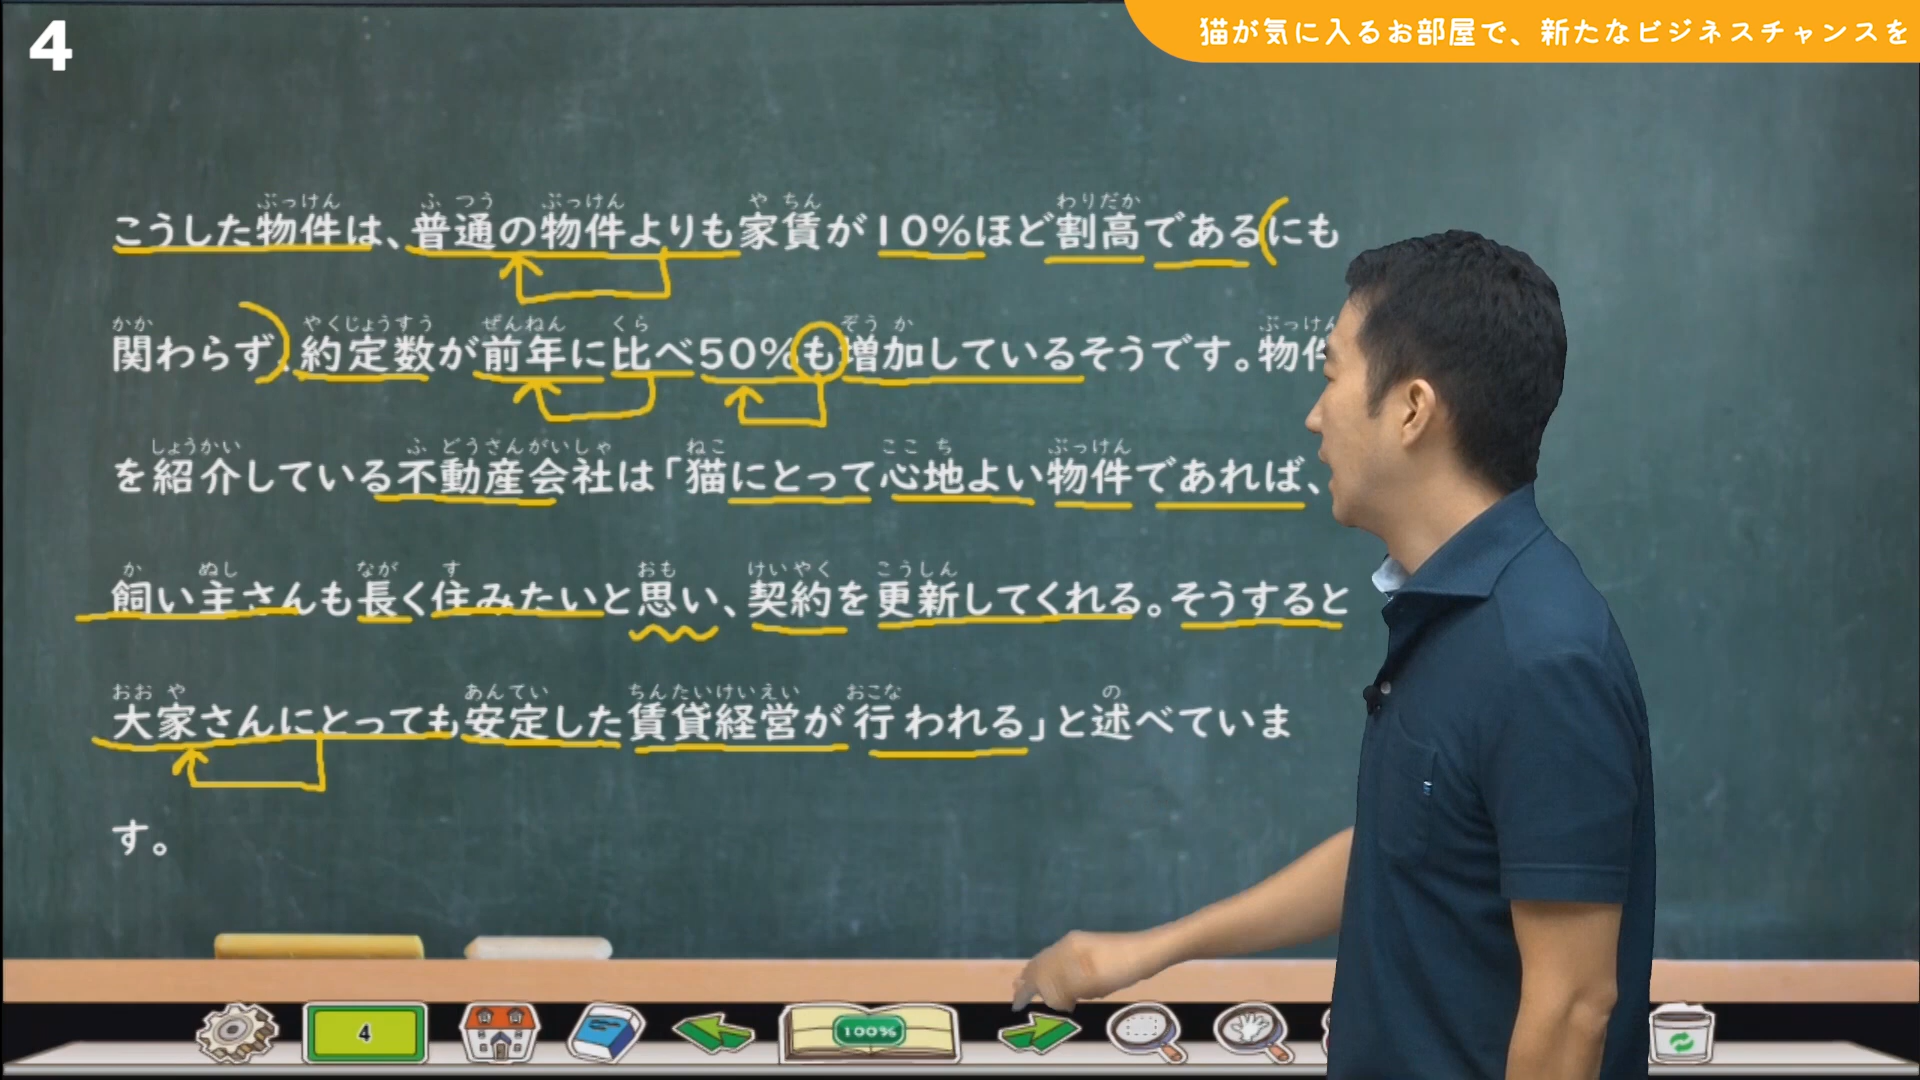 4
猫が気に入るお部屋で、新たなビジネスチャンスを
ぶっけん ふつう ぶっけん やちん わりだか
こうした物件は、普通の物件よりも家賃が10%ほど割高であるにも
かか やくじょうすう ぜんねん くら ぞうか ぶっけん
関わらず、約定数が前年に比べ50%も増加しているそうです。物件
しょうかい ふどうさんがいしゃ ねこ ここち ぶっけん
を紹介している不動産会社は「猫にとって心地よい物件であれば、
か ぬし なが す おも けいやく こうしん
飼い主さんも長く住みたいと思い、契約を更新してくれる。そうすると
おおや あんてい ちんたいけいえい おこな の
大家さんにとっても安定した賃貸経営が行われる」と述べていま
す。
4
100%